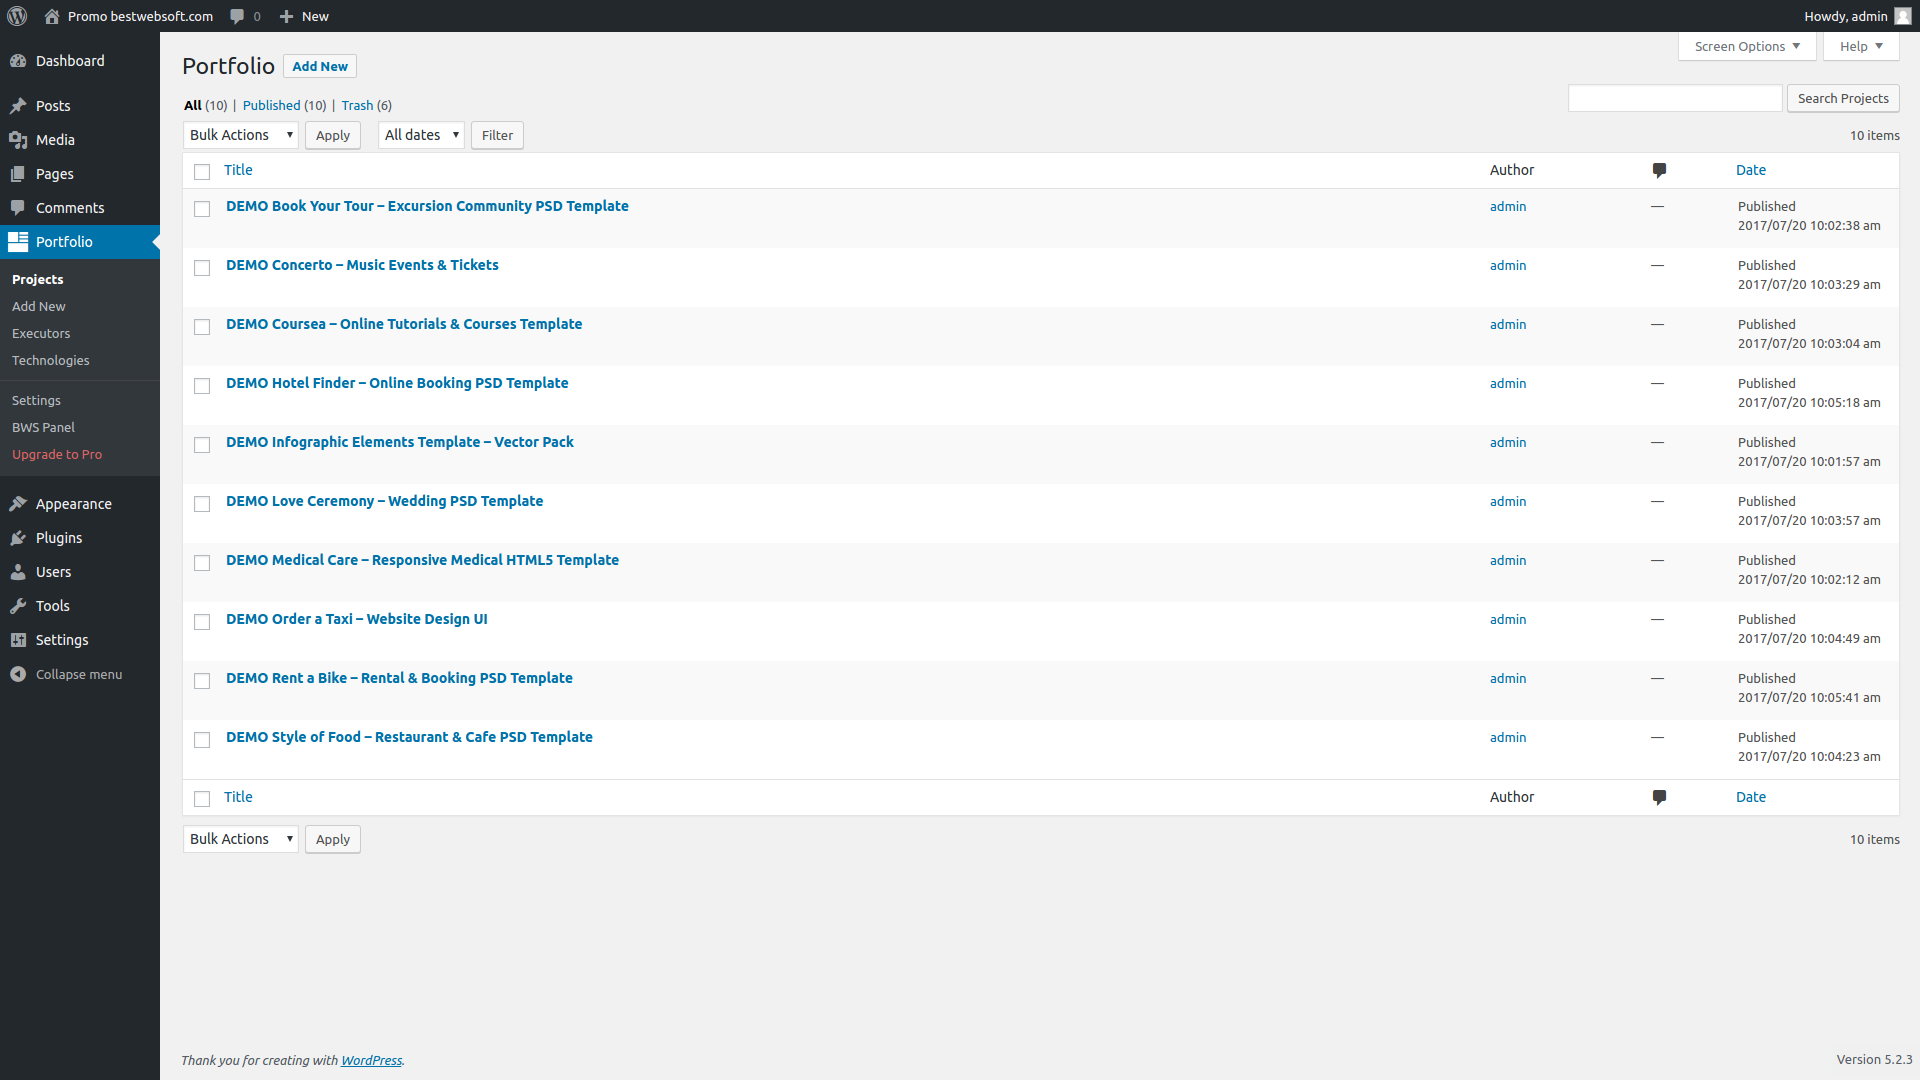 Promo bestwebsoft.com 0 New Howdy, admin
Dashboard
Posts
Media
Pages
Comments
Portfolio
Projects
Add New
Executors
Technologies
Settings
BWS Panel
Upgrade to Pro
Appearance
Plugins
Users
Tools
Settings
Collapse menu
Screen Options Help
Portfolio Add New
All (10) | Published (10) | Trash (6)
Search Projects
Bulk Actions Apply All dates Filter 10 items
Title Author Date
DEMO Book Your Tour – Excursion Community PSD Template admin — Published
2017/07/20 10:02:38 am
DEMO Concerto – Music Events & Tickets admin — Published
2017/07/20 10:03:29 am
DEMO Coursea – Online Tutorials & Courses Template admin — Published
2017/07/20 10:03:04 am
DEMO Hotel Finder – Online Booking PSD Template admin — Published
2017/07/20 10:05:18 am
DEMO Infographic Elements Template – Vector Pack admin — Published
2017/07/20 10:01:57 am
DEMO Love Ceremony – Wedding PSD Template admin — Published
2017/07/20 10:03:57 am
DEMO Medical Care – Responsive Medical HTML5 Template admin — Published
2017/07/20 10:02:12 am
DEMO Order a Taxi – Website Design UI admin — Published
2017/07/20 10:04:49 am
DEMO Rent a Bike – Rental & Booking PSD Template admin — Published
2017/07/20 10:05:41 am
DEMO Style of Food – Restaurant & Cafe PSD Template admin — Published
2017/07/20 10:04:23 am
Title Author Date
Bulk Actions Apply 10 items
Thank you for creating with WordPress. Version 5.2.3